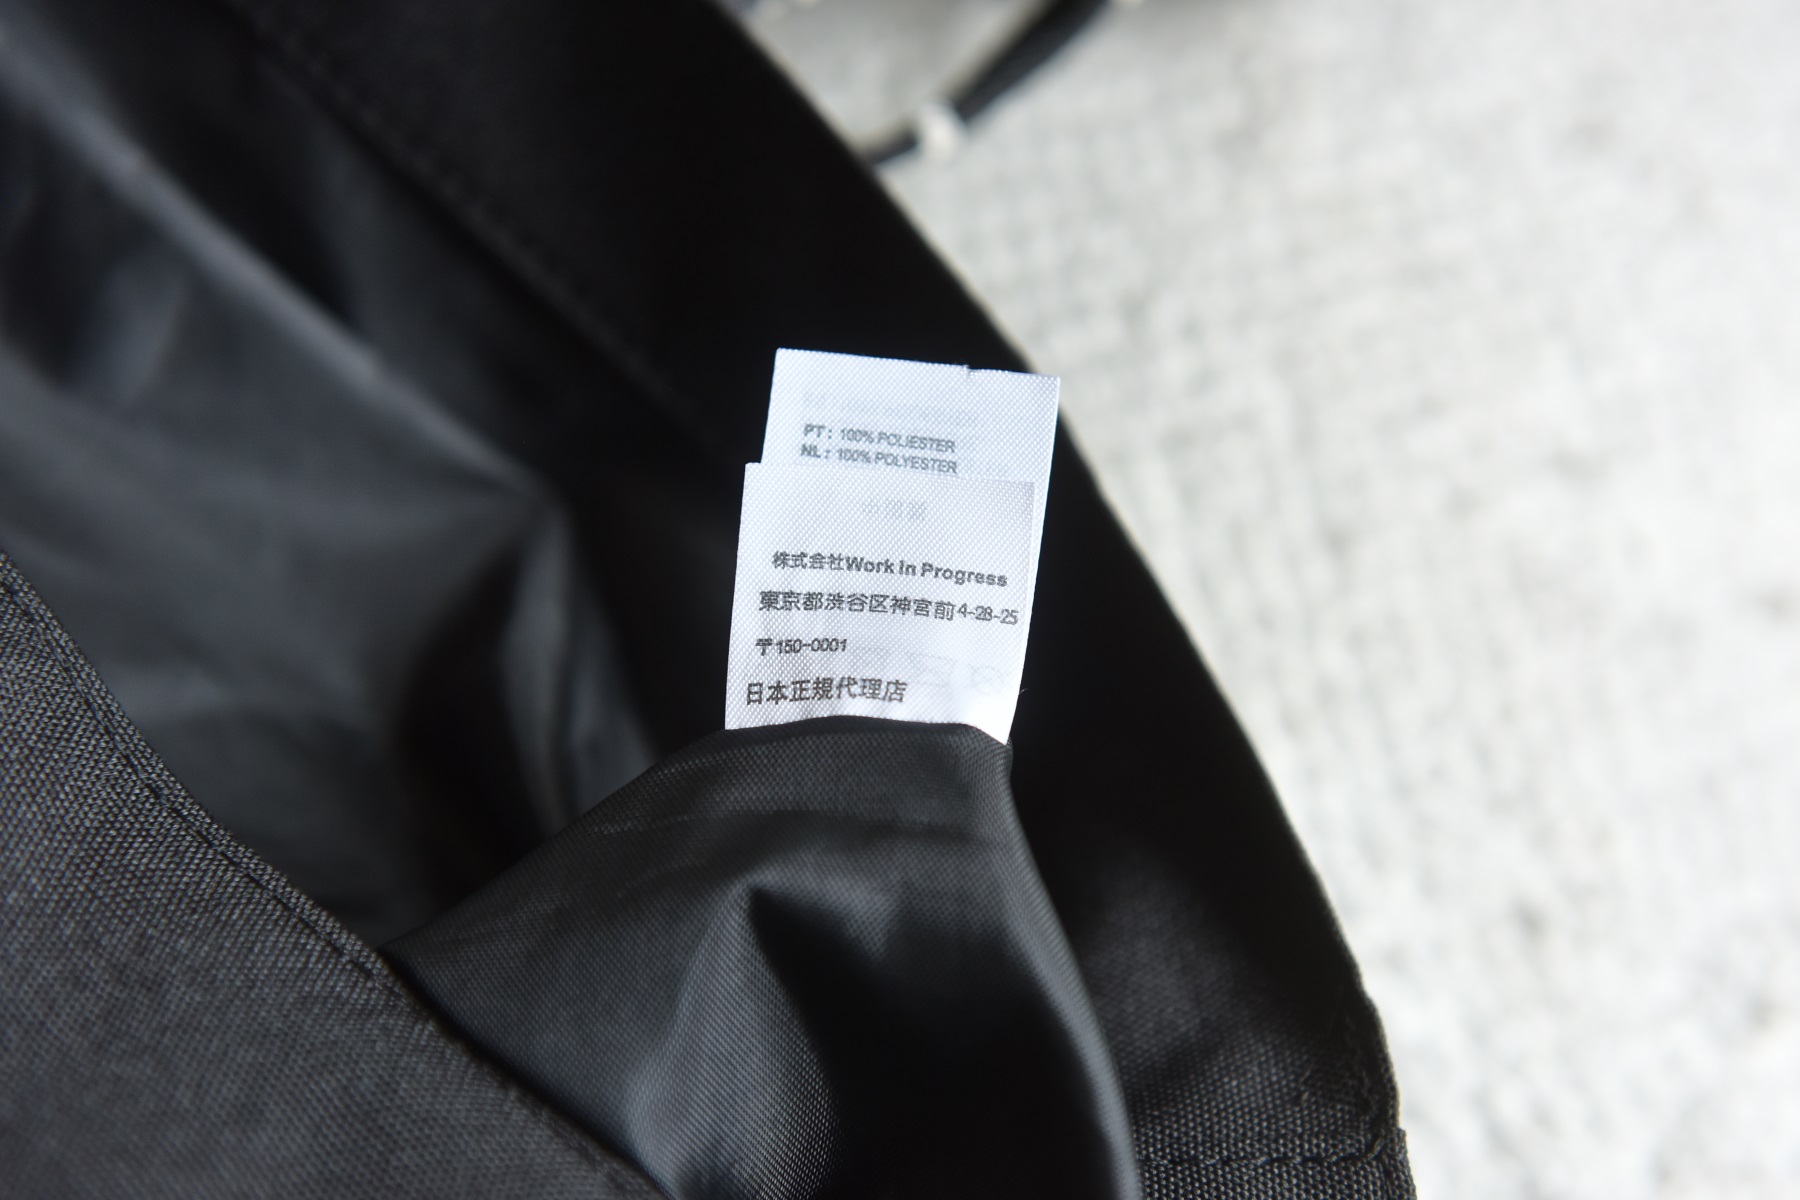 PT : 100% POLIESTER
NL : 100% POLYESTER
株式会社Work In Progress
東京都渋谷区神宮前4-28-25
〒150-0001
日本正規代理店